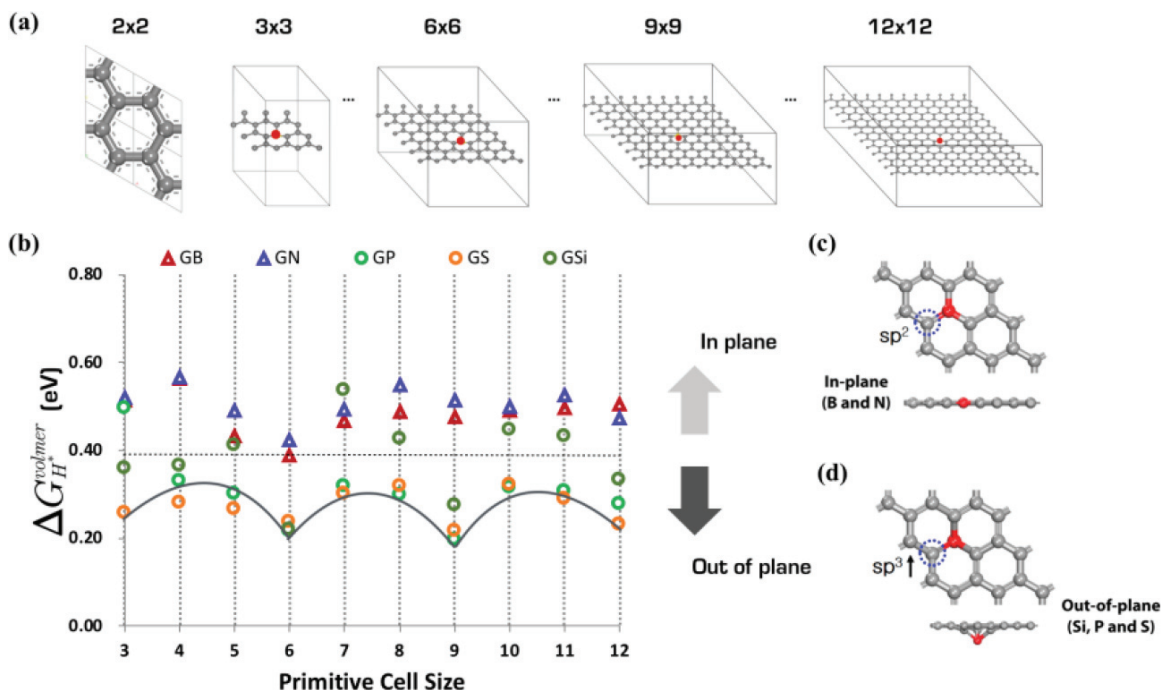 (a)
2x2 3x3 6x6 9x9 12x12
... ... ...
(b)
GB GN GP GS GSi
ΔG_{H*}^{volmer} (eV)
0.80
0.60
0.40
0.20
0.00
3 4 5 6 7 8 9 10 11 12
Primitive Cell Size
In plane
Out of plane
(c)
sp²
In-plane
(B and N)
(d)
sp³
Out-of-plane
(Si, P and S)